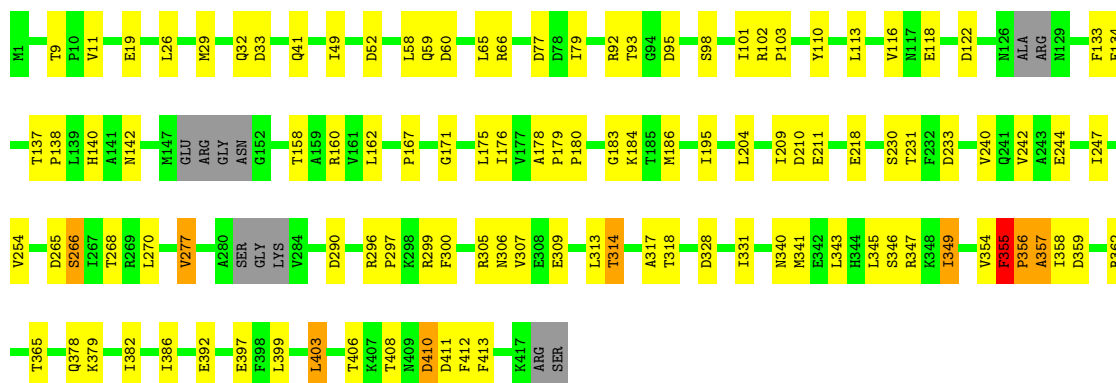 M1 T9 P10 V11 E19 L26 M29 Q32 D33 Q41 I49 D52 L58 Q59 D60 L65 R66 D77 D78 I79 R92 T93 G94 D95 S98 I101 R102 P103 Y110 L113 V116 N117 E118 D122 N126 ALA ARG N129 F133
T137 P138 L139 H140 A141 N142 M147 GLU ARG GLY ASN G152 T158 A159 R160 V161 L162 P167 G171 L175 I176 V177 A178 P179 P180 G183 K184 T185 M186 I195 L204 I209 D210 E211 E218 S230 T231 F232 D233 V240 Q241 V242 A243 E244 I247
V254 D265 S266 I267 T268 R269 L270 V277 A280 SER GLY LYS V284 D290 R296 P297 K298 R299 F300 R305 N306 V307 E308 E309 L313 T314 A317 T318 D328 I331 N340 M341 E342 L343 H344 L345 S346 R347 K348 I349 V354 F355 P356 A357 I358 D359
T365 Q378 K379 I382 I386 E392 E397 F398 L399 L403 T406 K407 T408 N409 D410 D411 F412 F413 K417 ARG SER